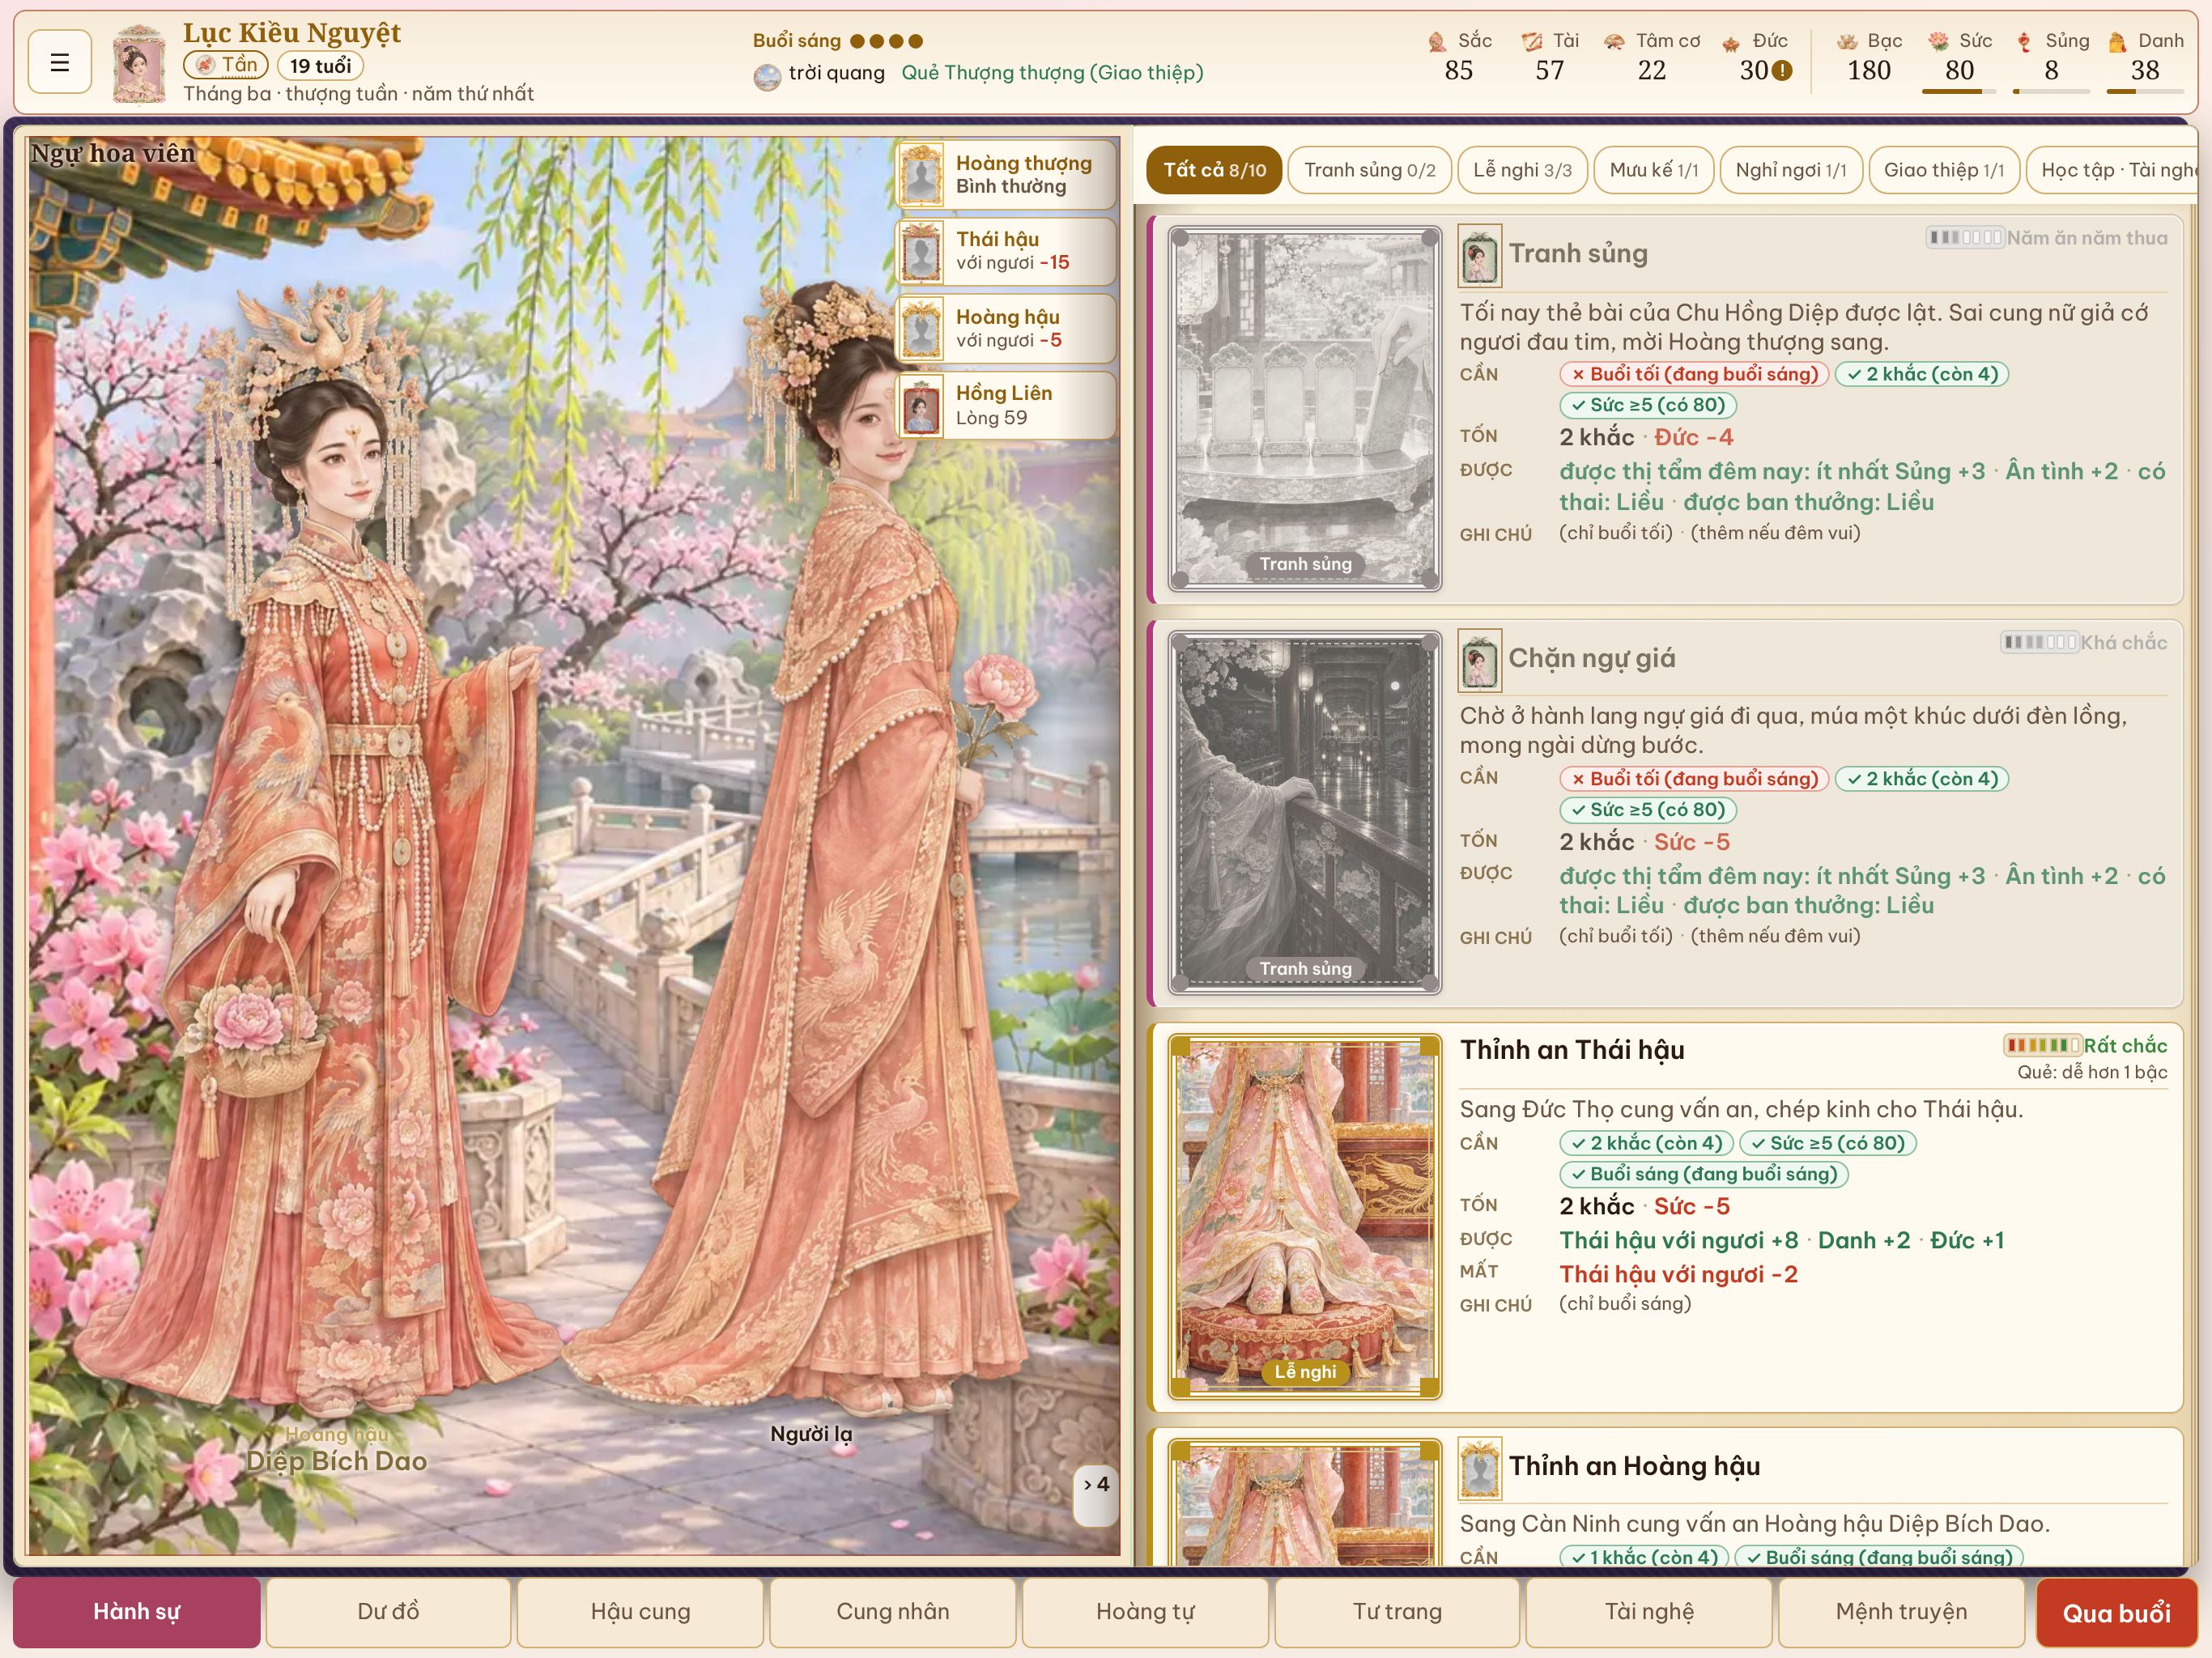 ☰
Lục Kiều Nguyệt
Tần
19 tuổi
Tháng ba · thượng tuần · năm thứ nhất
Buổi sáng
trời quang Quẻ Thượng thượng (Giao thiệp)
Sắc
85
Tài
57
Tâm cơ
22
Đức
30 !
Bạc
180
Sức
80
Sủng
8
Danh
38
Ngự hoa viên
Hoàng thượng
Bình thường
Thái hậu
với ngươi -15
Hoàng hậu
với ngươi -5
Hồng Liên
Lòng 59
Hoàng hậu
Diệp Bích Dao
Người lạ
› 4
Tất cả 8/10
Tranh sủng 0/2
Lễ nghi 3/3
Mưu kế 1/1
Nghỉ ngơi 1/1
Giao thiệp 1/1
Học tập · Tài nghệ
Tranh sủng
Tranh sủng
Năm ăn năm thua
Tối nay thẻ bài của Chu Hồng Diệp được lật. Sai cung nữ giả cớ
ngươi đau tim, mời Hoàng thượng sang.
CẦN × Buổi tối (đang buổi sáng) ✓ 2 khắc (còn 4)
✓ Sức ≥5 (có 80)
TỐN 2 khắc · Đức -4
ĐƯỢC được thị tẩm đêm nay: ít nhất Sủng +3 · Ân tình +2 · có
thai: Liều · được ban thưởng: Liều
GHI CHÚ (chỉ buổi tối) · (thêm nếu đêm vui)
Tranh sủng
Chặn ngự giá
Khá chắc
Chờ ở hành lang ngự giá đi qua, múa một khúc dưới đèn lồng,
mong ngài dừng bước.
CẦN × Buổi tối (đang buổi sáng) ✓ 2 khắc (còn 4)
✓ Sức ≥5 (có 80)
TỐN 2 khắc · Sức -5
ĐƯỢC được thị tẩm đêm nay: ít nhất Sủng +3 · Ân tình +2 · có
thai: Liều · được ban thưởng: Liều
GHI CHÚ (chỉ buổi tối) · (thêm nếu đêm vui)
Lễ nghi
Thỉnh an Thái hậu
Rất chắc
Quẻ: dễ hơn 1 bậc
Sang Đức Thọ cung vấn an, chép kinh cho Thái hậu.
CẦN ✓ 2 khắc (còn 4) ✓ Sức ≥5 (có 80)
✓ Buổi sáng (đang buổi sáng)
TỐN 2 khắc · Sức -5
ĐƯỢC Thái hậu với ngươi +8 · Danh +2 · Đức +1
MẤT Thái hậu với ngươi -2
GHI CHÚ (chỉ buổi sáng)
Thỉnh an Hoàng hậu
Sang Càn Ninh cung vấn an Hoàng hậu Diệp Bích Dao.
CẦN ✓ 1 khắc (còn 4) ✓ Buổi sáng (đang buổi sáng)
Hành sự
Dư đồ
Hậu cung
Cung nhân
Hoàng tự
Tư trang
Tài nghệ
Mệnh truyện
Qua buổi